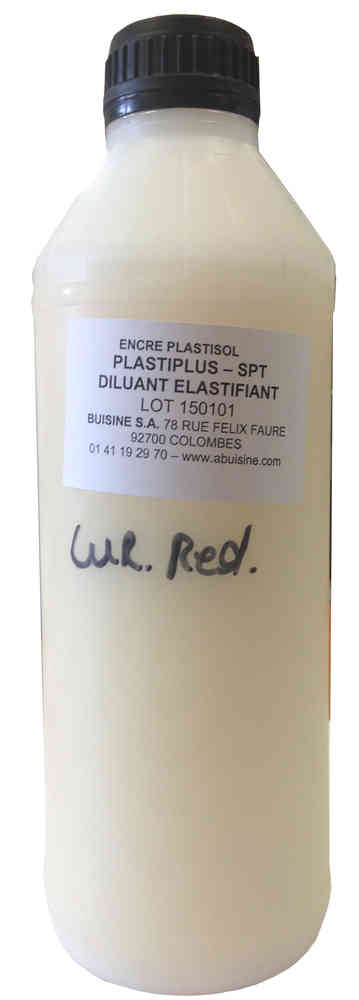 ENCRE PLASTISOL
PLASTIPLUS – SPT
DILUANT ELASTIFIANT
LOT 150101
BUISINE S.A. 78 RUE FELIX FAURE
92700 COLOMBES
01 41 19 29 70 – www.abuisine.com
W.R. Red.